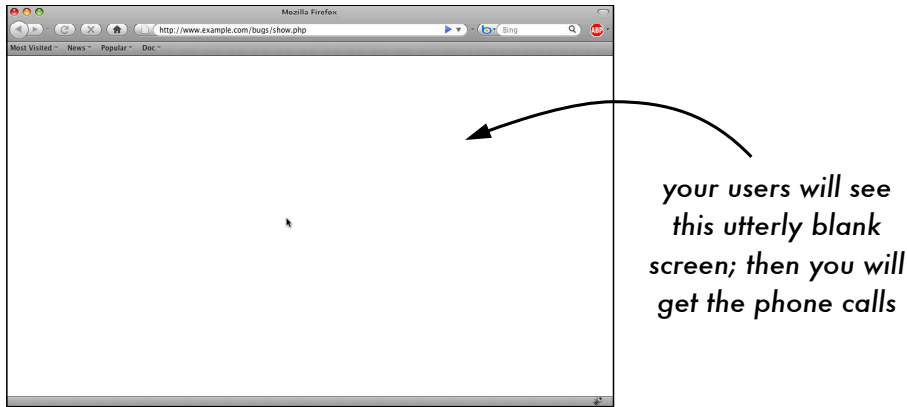 Mozilla Firefox
http://www.example.com/bugs/show.php
Bing
ABP
Most Visited News Popular Doc
your users will see
this utterly blank
screen; then you will
get the phone calls